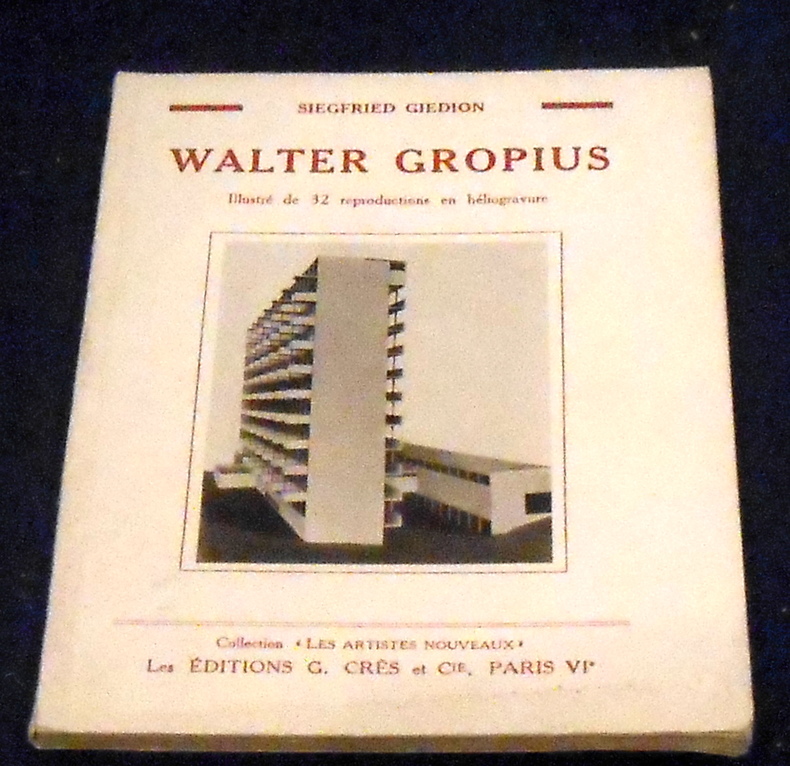 SIEGFRIED GIEDION
WALTER GROPIUS
Illustré de 32 reproductions en héliogravure
Collection "LES ARTISTES NOUVEAUX"
Les ÉDITIONS G. CRÈS et Cie, PARIS VIe